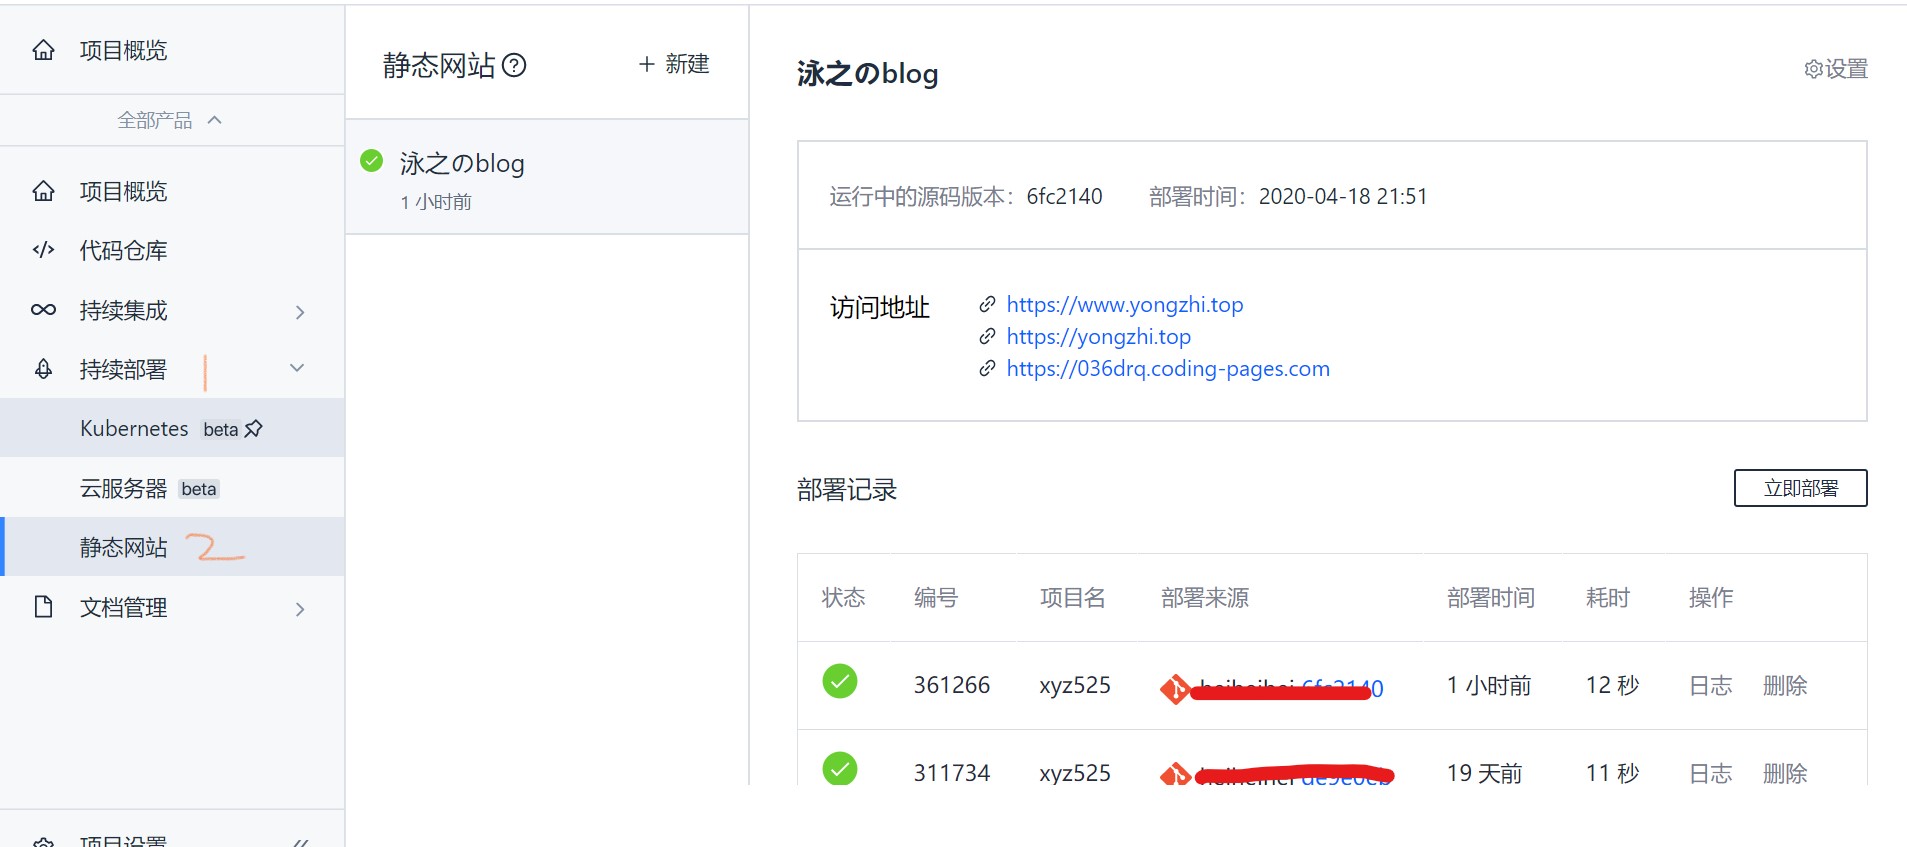 项目概览
全部产品
项目概览
代码仓库
持续集成
持续部署 1
Kubernetes beta
云服务器 beta
静态网站 2
文档管理
项目设置
静态网站 ? + 新建
泳之のblog
1 小时前
泳之のblog
设置
运行中的源码版本：6fc2140 部署时间：2020-04-18 21:51
访问地址
https://www.yongzhi.top
https://yongzhi.top
https://036drq.coding-pages.com
部署记录
立即部署
状态 编号 项目名 部署来源 部署时间 耗时 操作
361266 xyz525 6fc2140 1 小时前 12 秒 日志 删除
311734 xyz525 19 天前 11 秒 日志 删除